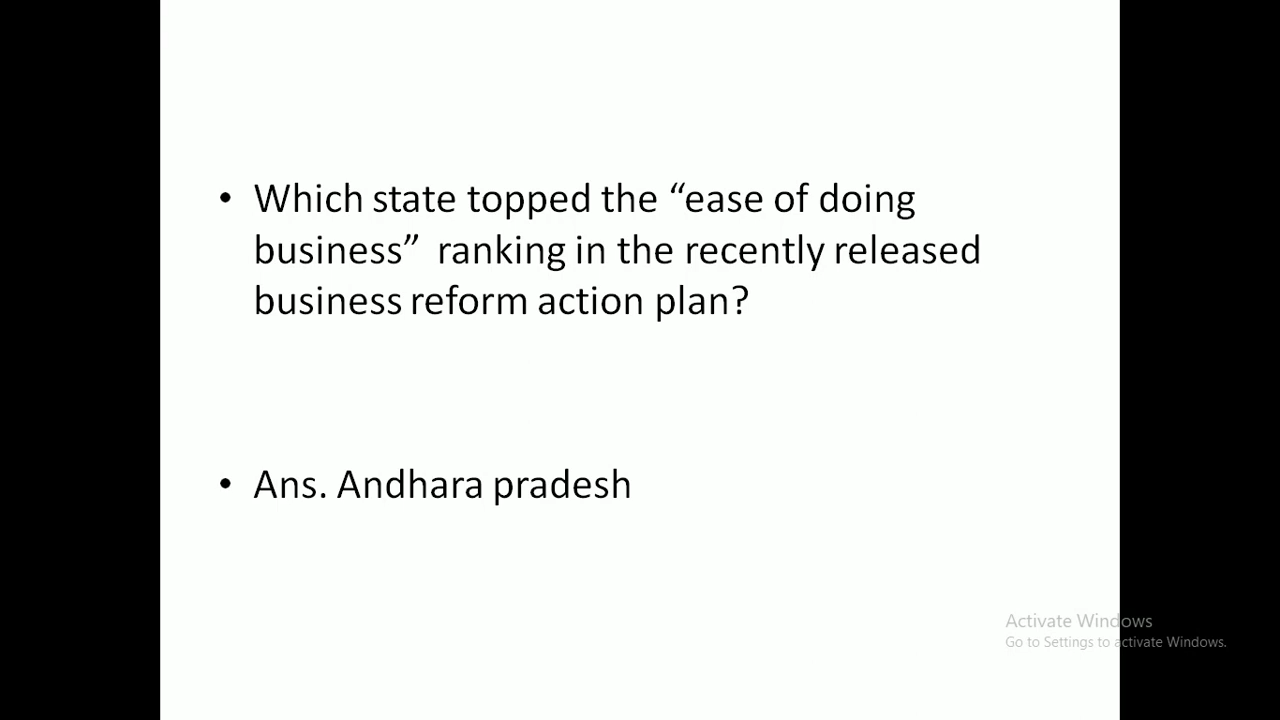 • Which state topped the “ease of doing
business”  ranking in the recently released
business reform action plan?
• Ans. Andhara pradesh
Activate Windows
Go to Settings to activate Windows.